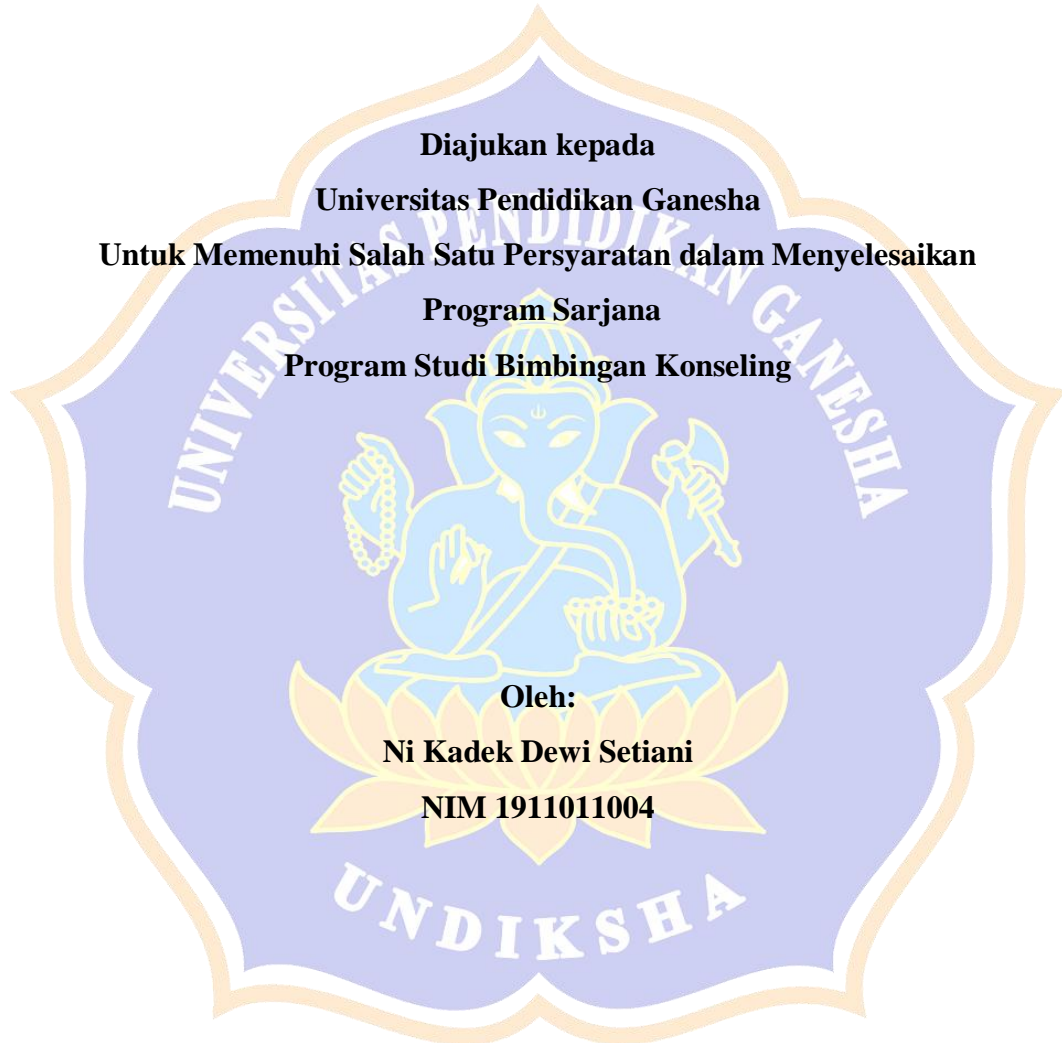 Diajukan kepada
Universitas Pendidikan Ganesha
Untuk Memenuhi Salah Satu Persyaratan dalam Menyelesaikan
Program Sarjana
Program Studi Bimbingan Konseling
UNIVERSITAS PENDIDIKAN GANESHA
Oleh:
Ni Kadek Dewi Setiani
NIM 1911011004
UNDIKSHA